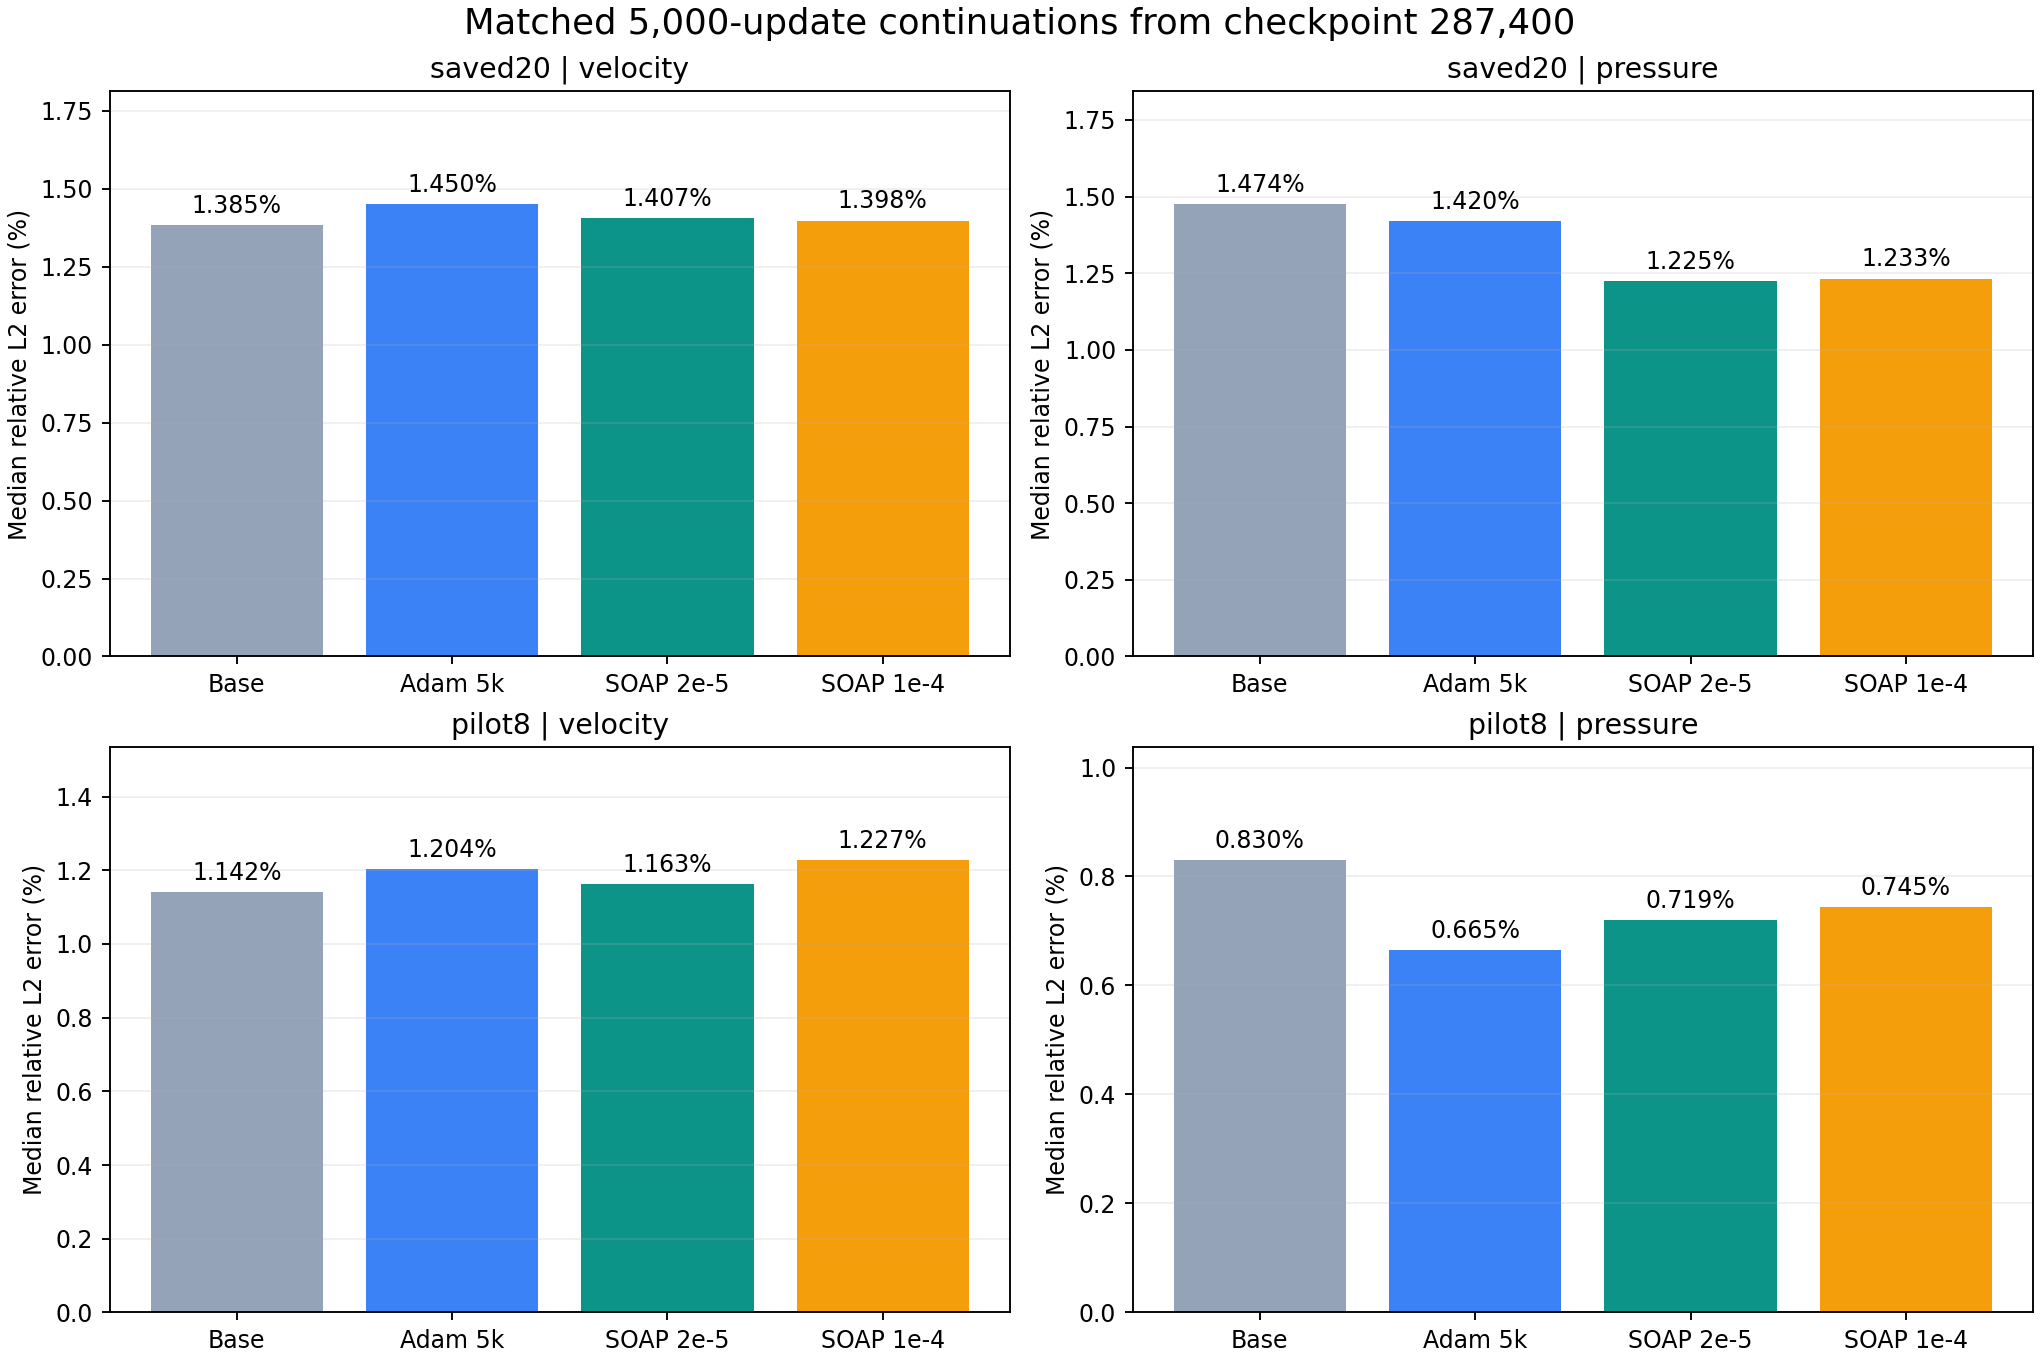 Matched 5,000-update continuations from checkpoint 287,400
saved20 | velocity
Median relative L2 error (%)
1.75
1.50
1.25
1.00
0.75
0.50
0.25
0.00
1.385%
1.450%
1.407%
1.398%
Base
Adam 5k
SOAP 2e-5
SOAP 1e-4
saved20 | pressure
Median relative L2 error (%)
1.75
1.50
1.25
1.00
0.75
0.50
0.25
0.00
1.474%
1.420%
1.225%
1.233%
Base
Adam 5k
SOAP 2e-5
SOAP 1e-4
pilot8 | velocity
Median relative L2 error (%)
1.4
1.2
1.0
0.8
0.6
0.4
0.2
0.0
1.142%
1.204%
1.163%
1.227%
Base
Adam 5k
SOAP 2e-5
SOAP 1e-4
pilot8 | pressure
Median relative L2 error (%)
1.0
0.8
0.6
0.4
0.2
0.0
0.830%
0.665%
0.719%
0.745%
Base
Adam 5k
SOAP 2e-5
SOAP 1e-4